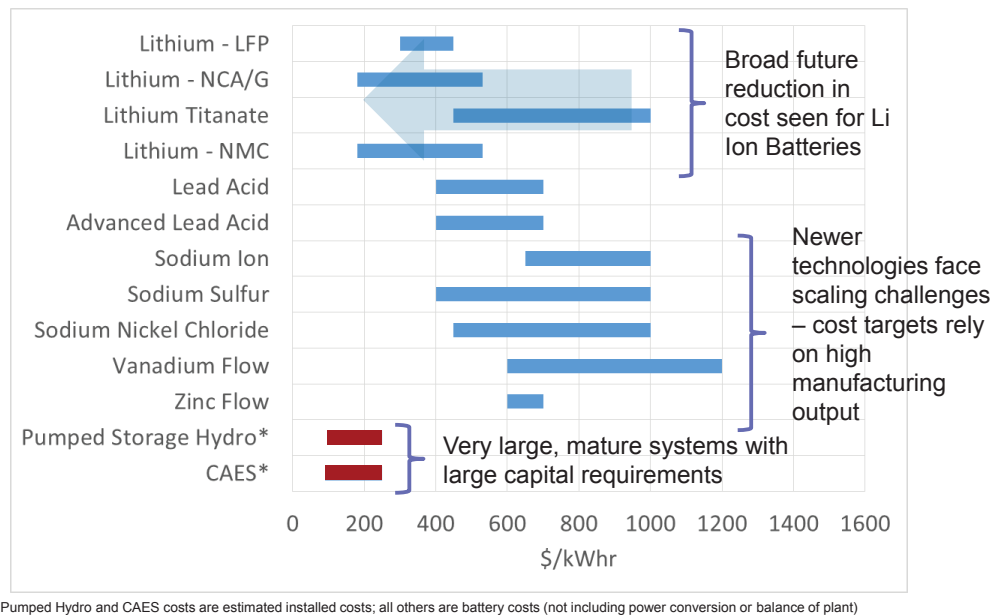 Lithium - LFP
Lithium - NCA/G
Lithium Titanate
Lithium - NMC
Lead Acid
Advanced Lead Acid
Sodium Ion
Sodium Sulfur
Sodium Nickel Chloride
Vanadium Flow
Zinc Flow
Pumped Storage Hydro*
CAES*
Broad future
reduction in
cost seen for Li
Ion Batteries
Newer
technologies face
scaling challenges
– cost targets rely
on high
manufacturing
output
Very large, mature systems with
large capital requirements
0 200 400 600 800 1000 1200 1400 1600
$/kWhr
Pumped Hydro and CAES costs are estimated installed costs; all others are battery costs (not including power conversion or balance of plant)